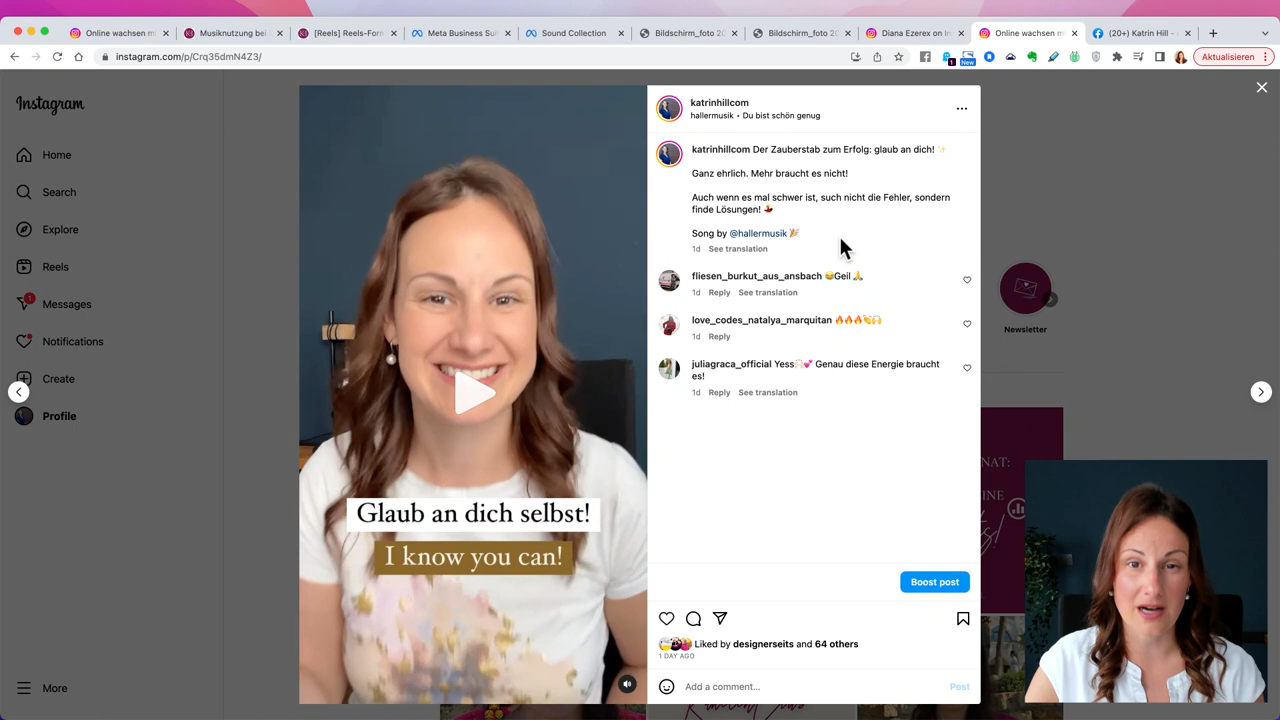 Online wachsen m
Musiknutzung bei
[Reels] Reels-Forn
Meta Business Sui
Sound Collection
Bildschirm_foto 20
Bildschirm_foto 20
Diana Ezerex on In
Online wachsen m
(20+) Katrin Hill -
instagram.com/p/Crq35dmN4Z3/
1
New
Aktualisieren
Instagram
Home
Search
Explore
Reels
1
Messages
Notifications
Create
Profile
More
Glaub an dich selbst!
I know you can!
katrinhillcom
hallermusik • Du bist schön genug
katrinhillcom Der Zauberstab zum Erfolg: glaub an dich! ✨
Ganz ehrlich. Mehr braucht es nicht!
Auch wenn es mal schwer ist, such nicht die Fehler, sondern
finde Lösungen! 💃
Song by @hallermusik 🎉
1d See translation
fliesen_burkut_aus_ansbach 😂Geil🙏
1d Reply See translation
love_codes_natalya_marquitan 🔥🔥🔥👏🙌
1d Reply
juliagraca_official Yess👏🏻💕 Genau diese Energie braucht
es!
1d Reply See translation
Boost post
Liked by designerseits and 64 others
1 DAY AGO
Add a comment...
Post
Newsletter
NAT:
INE